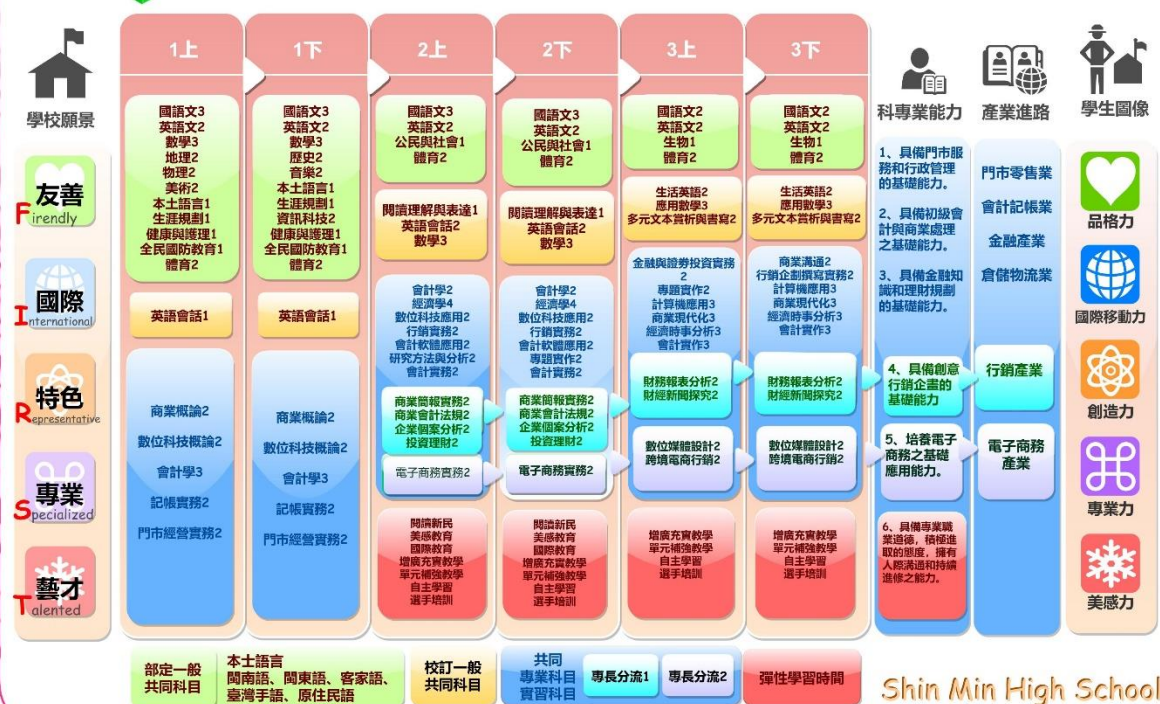 1上
1下
2上
2下
3上
3下
學校願景
友善
Firendly
國際
International
特色
Representative
專業
Specialized
藝才
Talented
國語文3
英語文2
數學3
地理2
物理2
美術2
本土語言1
生涯規劃1
健康與護理1
全民國防教育1
體育2
英語會話1
商業概論2
數位科技概論2
會計學3
記帳實務2
門市經營實務2
國語文3
英語文2
數學3
歷史2
音樂2
本土語言1
生涯規劃1
資訊科技2
健康與護理1
全民國防教育1
體育2
英語會話1
商業概論2
數位科技概論2
會計學3
記帳實務2
門市經營實務2
國語文3
英語文2
公民與社會1
體育2
閱讀理解與表達1
英語會話2
數學3
會計學2
經濟學4
數位科技應用2
行銷實務2
會計軟體應用2
研究方法與分析2
會計實務2
商業簡報實務2
商業會計法規2
企業個案分析2
投資理財2
電子商務實務2
閱讀新民
美感教育
國際教育
增廣充實教學
單元補強教學
自主學習
選手培訓
國語文3
英語文2
公民與社會1
體育2
閱讀理解與表達1
英語會話2
數學3
會計學2
經濟學4
數位科技應用2
行銷實務2
會計軟體應用2
專題實作2
會計實務2
商業簡報實務2
商業會計法規2
企業個案分析2
投資理財2
電子商務實務2
閱讀新民
美感教育
國際教育
增廣充實教學
單元補強教學
自主學習
選手培訓
國語文2
英語文2
生物1
體育2
生活英語2
應用數學3
多元文本賞析與書寫2
金融與證券投資實務
2
專題實作2
計算機應用3
商業現代化3
經濟時事分析3
會計實作3
財務報表分析2
財經新聞探究2
數位媒體設計2
跨境電商行銷2
增廣充實教學
單元補強教學
自主學習
選手培訓
國語文2
英語文2
生物1
體育2
生活英語2
應用數學3
多元文本賞析與書寫2
商業溝通2
行銷企劃撰寫實務2
計算機應用3
商業現代化3
經濟時事分析3
會計實作3
財務報表分析2
財經新聞探究2
數位媒體設計2
跨境電商行銷2
增廣充實教學
單元補強教學
自主學習
選手培訓
科專業能力
1、具備門市服
務和行政管理
的基礎能力。
2、具備初級會
計與商業處理
之基礎能力。
3、具備金融知
識和理財規劃
的基礎能力。
4、具備創意
行銷企畫的
基礎能力
5、培養電子
商務之基礎
應用能力。
6、具備專業職
業道德，積極進
取的態度，擁有
人際溝通和持續
進修之能力。
產業進路
門市零售業
會計記帳業
金融產業
倉儲物流業
行銷產業
電子商務
產業
學生圖像
品格力
國際移動力
創造力
專業力
美感力
部定一般
共同科目
本土語言
閩南語、閩東語、客家語、
臺灣手語、原住民語
校訂一般
共同科目
共同
專業科目
實習科目
專長分流1
專長分流2
彈性學習時間
Shin Min High School